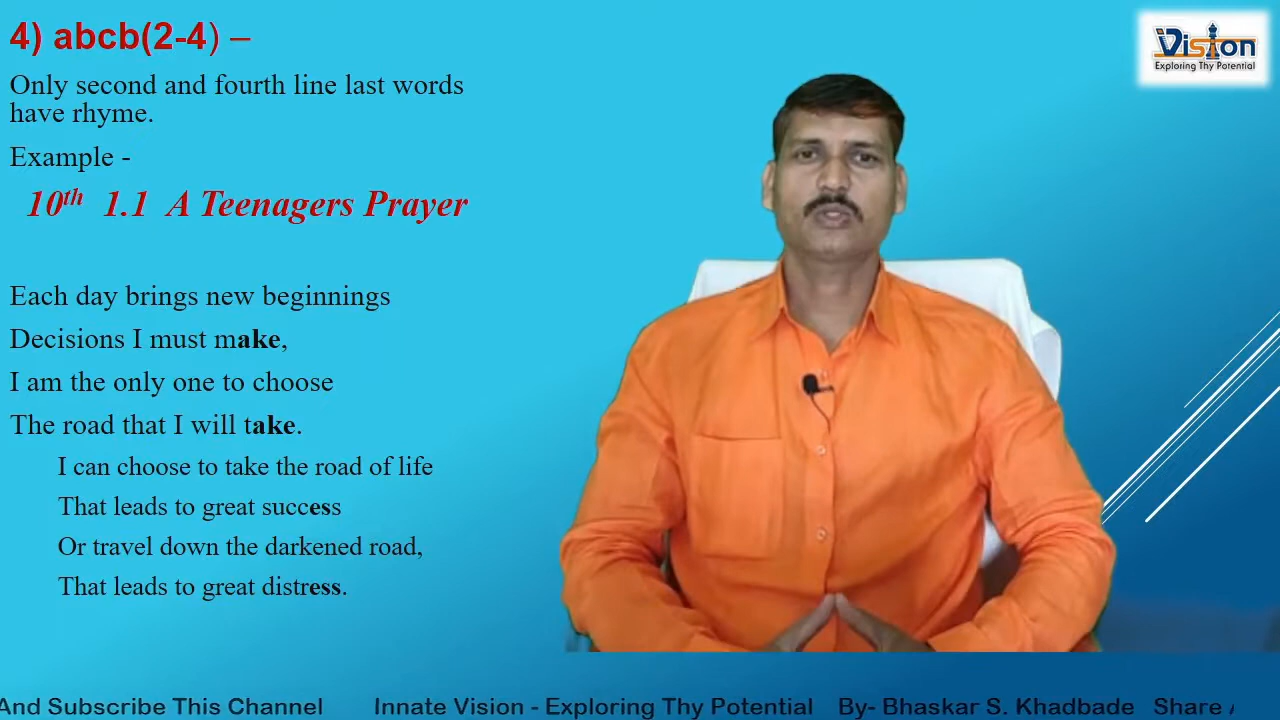 4) abcb(2-4) –
Only second and fourth line last words
have rhyme.
Example -
10th 1.1 A Teenagers Prayer
Each day brings new beginnings
Decisions I must make,
I am the only one to choose
The road that I will take.
I can choose to take the road of life
That leads to great success
Or travel down the darkened road,
That leads to great distress.
Vision
Exploring Thy Potential
And Subscribe This Channel Innate Vision - Exploring Thy Potential By- Bhaskar S. Khadbade Share